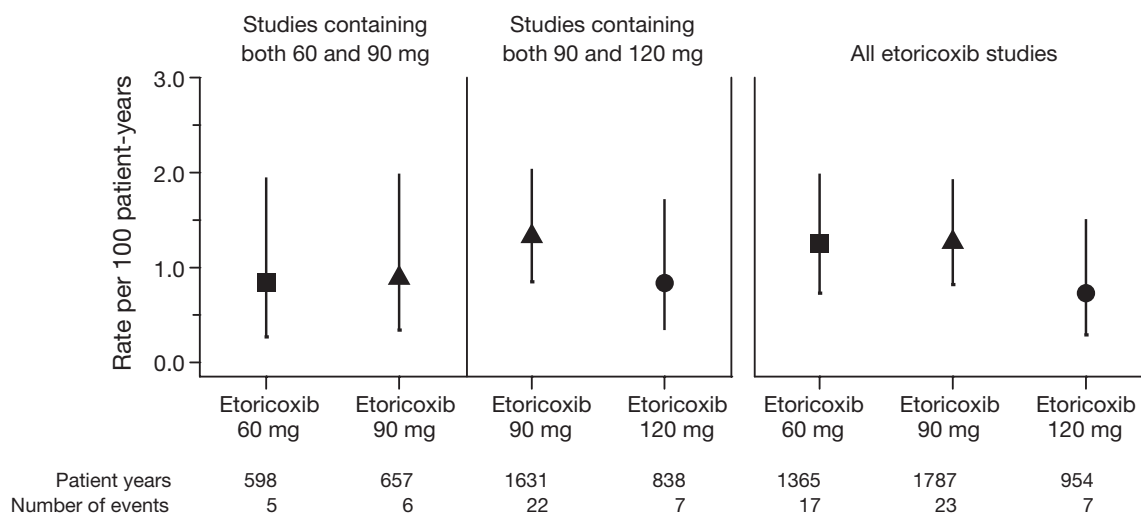 Studies containing
both 60 and 90 mg
Studies containing
both 90 and 120 mg
All etoricoxib studies
Rate per 100 patient-years
3.0
2.0
1.0
0.0
Etoricoxib
60 mg
Etoricoxib
90 mg
Etoricoxib
90 mg
Etoricoxib
120 mg
Etoricoxib
60 mg
Etoricoxib
90 mg
Etoricoxib
120 mg
Patient years 598 657 1631 838 1365 1787 954
Number of events 5 6 22 7 17 23 7